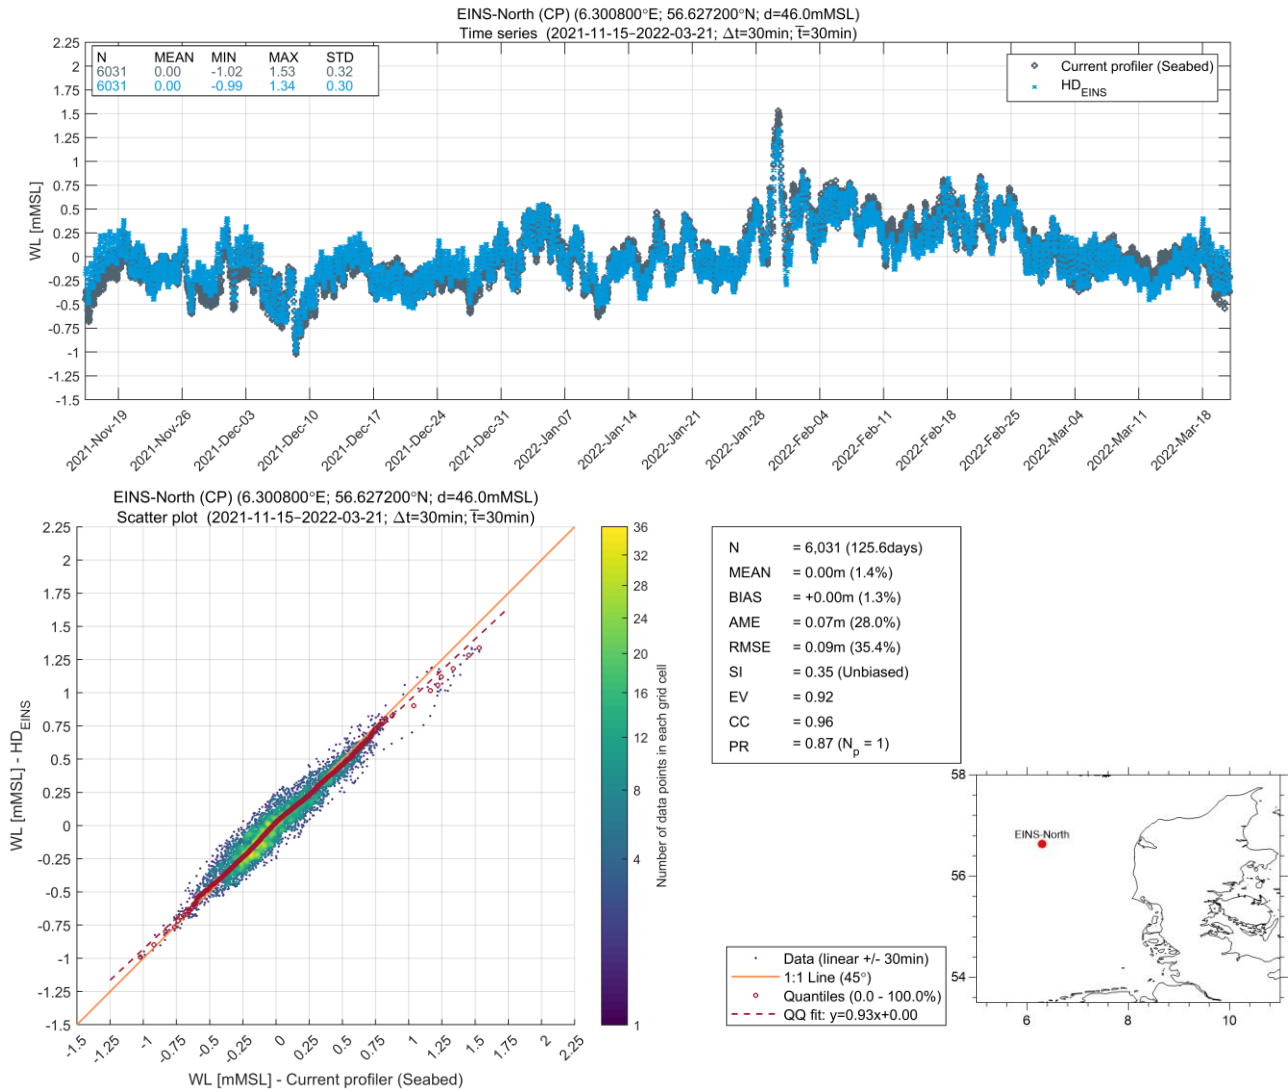 EINS-North (CP) (6.300800°E; 56.627200°N; d=46.0mMSL)
Time series (2021-11-15–2022-03-21; Δt=30min; t̅=30min)
N MEAN MIN MAX STD
6031 0.00 -1.02 1.53 0.32
6031 0.00 -0.99 1.34 0.30
Current profiler (Seabed)
HD_EINS
WL [mMSL]
2.25
2
1.75
1.5
1.25
1
0.75
0.5
0.25
0
-0.25
-0.5
-0.75
-1
-1.25
-1.5
2021-Nov-19
2021-Nov-26
2021-Dec-03
2021-Dec-10
2021-Dec-17
2021-Dec-24
2021-Dec-31
2022-Jan-07
2022-Jan-14
2022-Jan-21
2022-Jan-28
2022-Feb-04
2022-Feb-11
2022-Feb-18
2022-Feb-25
2022-Mar-04
2022-Mar-11
2022-Mar-18
EINS-North (CP) (6.300800°E; 56.627200°N; d=46.0mMSL)
Scatter plot (2021-11-15–2022-03-21; Δt=30min; t̅=30min)
WL [mMSL] - HD_EINS
2.25
2
1.75
1.5
1.25
1
0.75
0.5
0.25
0
-0.25
-0.5
-0.75
-1
-1.25
-1.5
-1.5
-1.25
-1
-0.75
-0.5
-0.25
0
0.25
0.5
0.75
1
1.25
1.5
1.75
2
2.25
WL [mMSL] - Current profiler (Seabed)
36
32
28
24
20
16
12
8
4
1
Number of data points in each grid cell
N = 6,031 (125.6days)
MEAN = 0.00m (1.4%)
BIAS = +0.00m (1.3%)
AME = 0.07m (28.0%)
RMSE = 0.09m (35.4%)
SI = 0.35 (Unbiased)
EV = 0.92
CC = 0.96
PR = 0.87 (N_p = 1)
Data (linear +/- 30min)
1:1 Line (45°)
Quantiles (0.0 - 100.0%)
QQ fit: y=0.93x+0.00
58
56
54
EINS-North
6
8
10